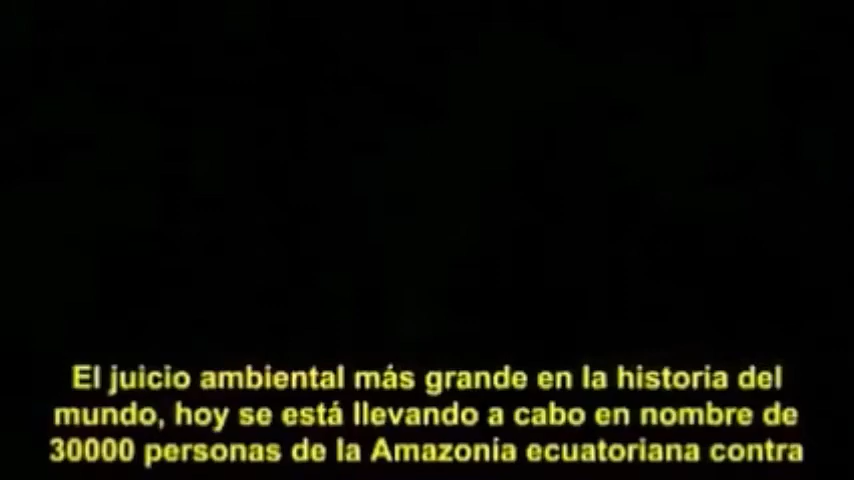 El juicio ambiental más grande en la historia del
mundo, hoy se está llevando a cabo en nombre de
30000 personas de la Amazonia ecuatoriana contra